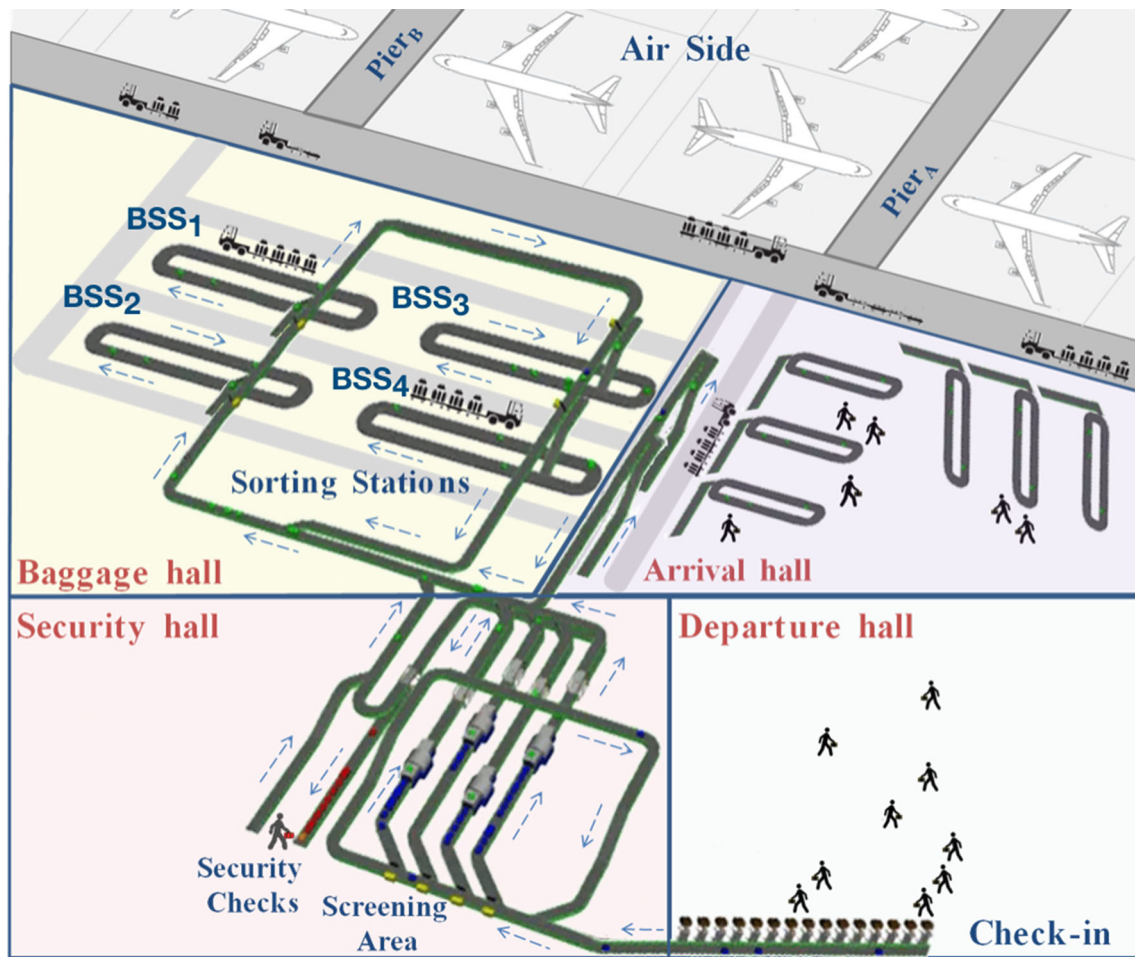 Air Side
Pier B
Pier A
BSS1
BSS2
BSS3
BSS4
Sorting Stations
Baggage hall
Arrival hall
Security hall
Departure hall
Security
Checks
Screening
Area
Check-in